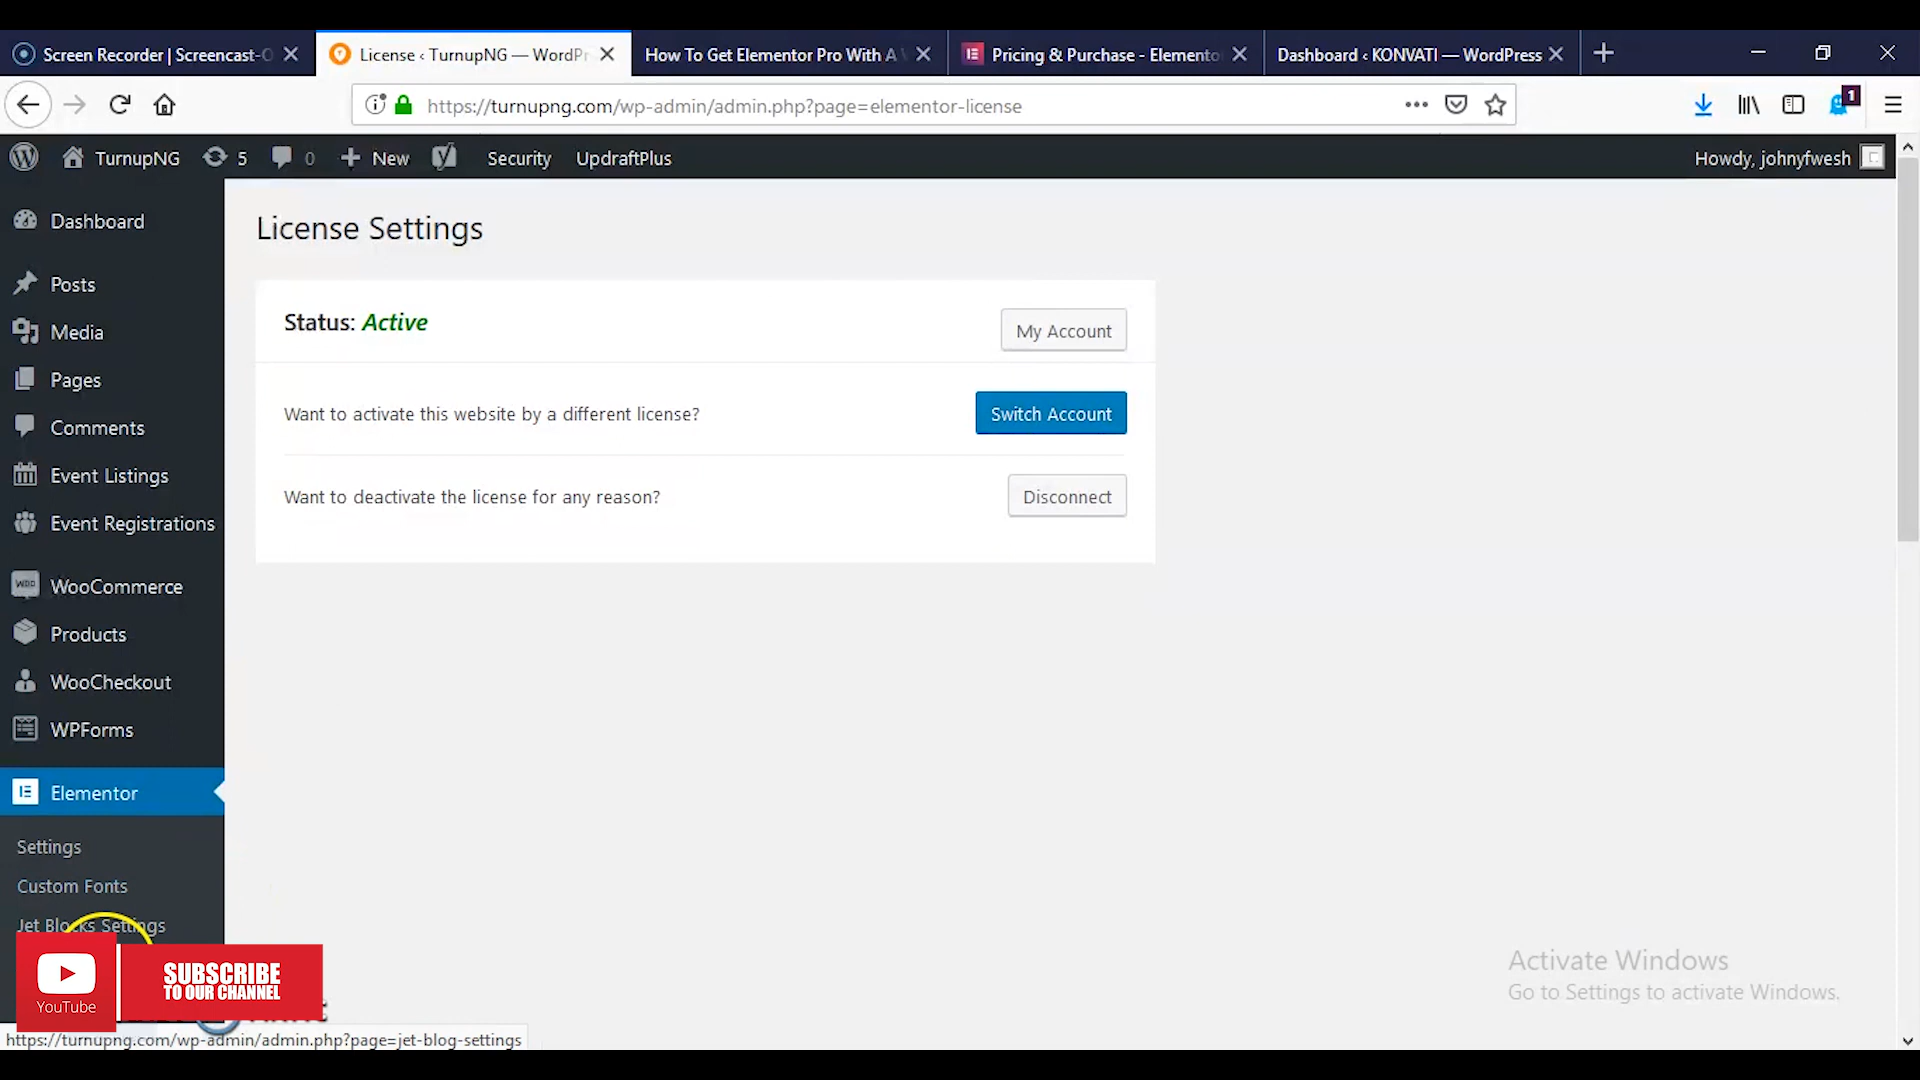 Screen Recorder | Screencast-O
License ‹ TurnupNG — WordPr
How To Get Elementor Pro With A
Pricing & Purchase - Elemento
Dashboard ‹ KONVATI — WordPress
https://turnupng.com/wp-admin/admin.php?page=elementor-license
1
TurnupNG
5
0
New
Security
UpdraftPlus
Howdy, johnyfwesh
Dashboard
Posts
Media
Pages
Comments
Event Listings
Event Registrations
WooCommerce
Products
WooCheckout
WPForms
Elementor
Settings
Custom Fonts
Jet Blocks Settings
License Settings
Status: Active
My Account
Want to activate this website by a different license?
Switch Account
Want to deactivate the license for any reason?
Disconnect
YouTube
SUBSCRIBE
TO OUR CHANNEL
Activate Windows
Go to Settings to activate Windows.
https://turnupng.com/wp-admin/admin.php?page=jet-blog-settings